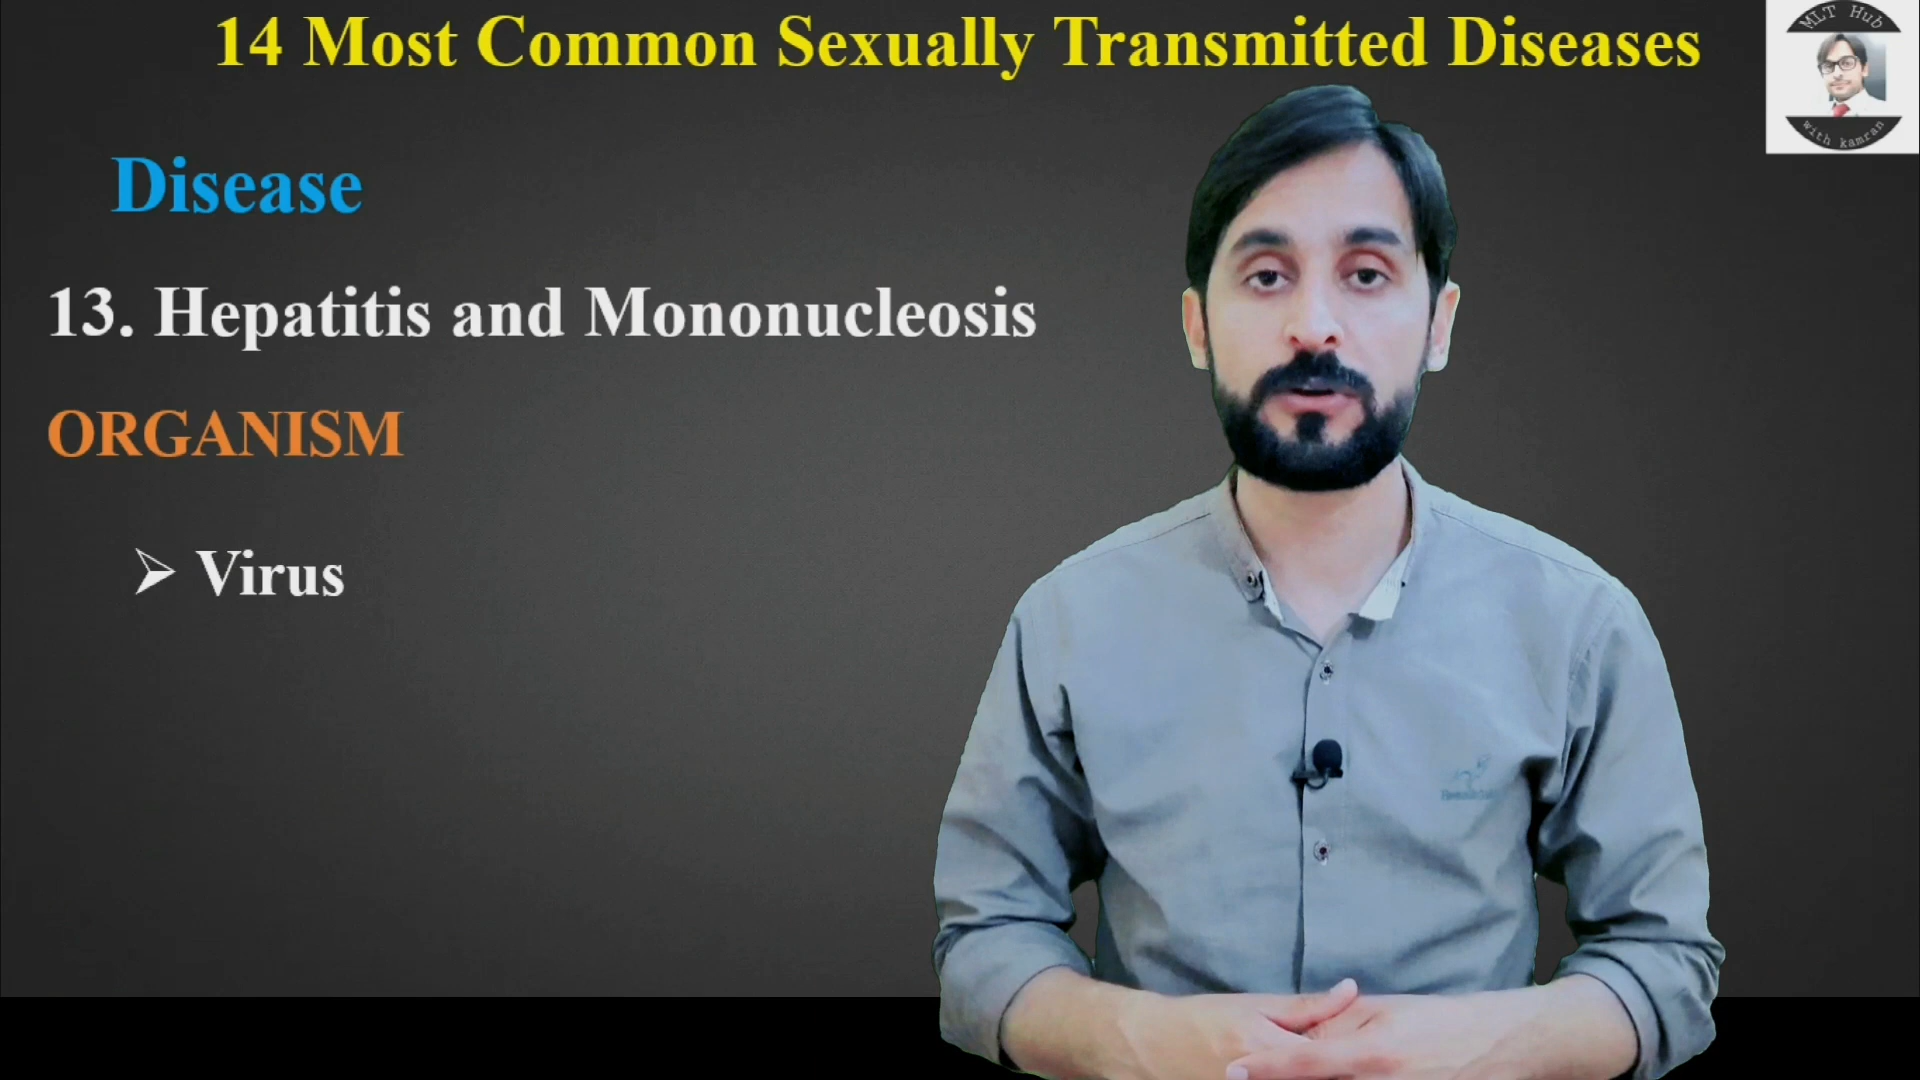 14 Most Common Sexually Transmitted Diseases
MLT Hub
with kamran
Disease
13. Hepatitis and Mononucleosis
ORGANISM
➢ Virus